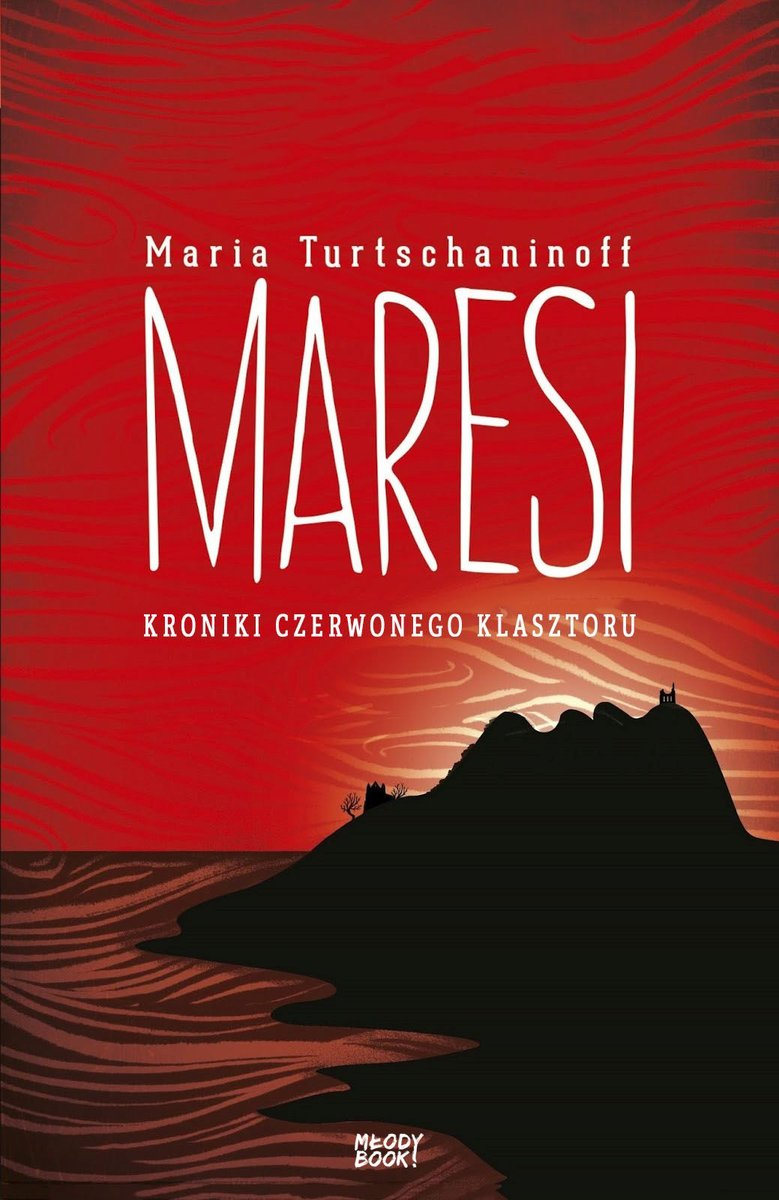 Maria Turtschaninoff
MARESI
KRONIKI CZERWONEGO KLASZTORU
MŁODY
BOOK!